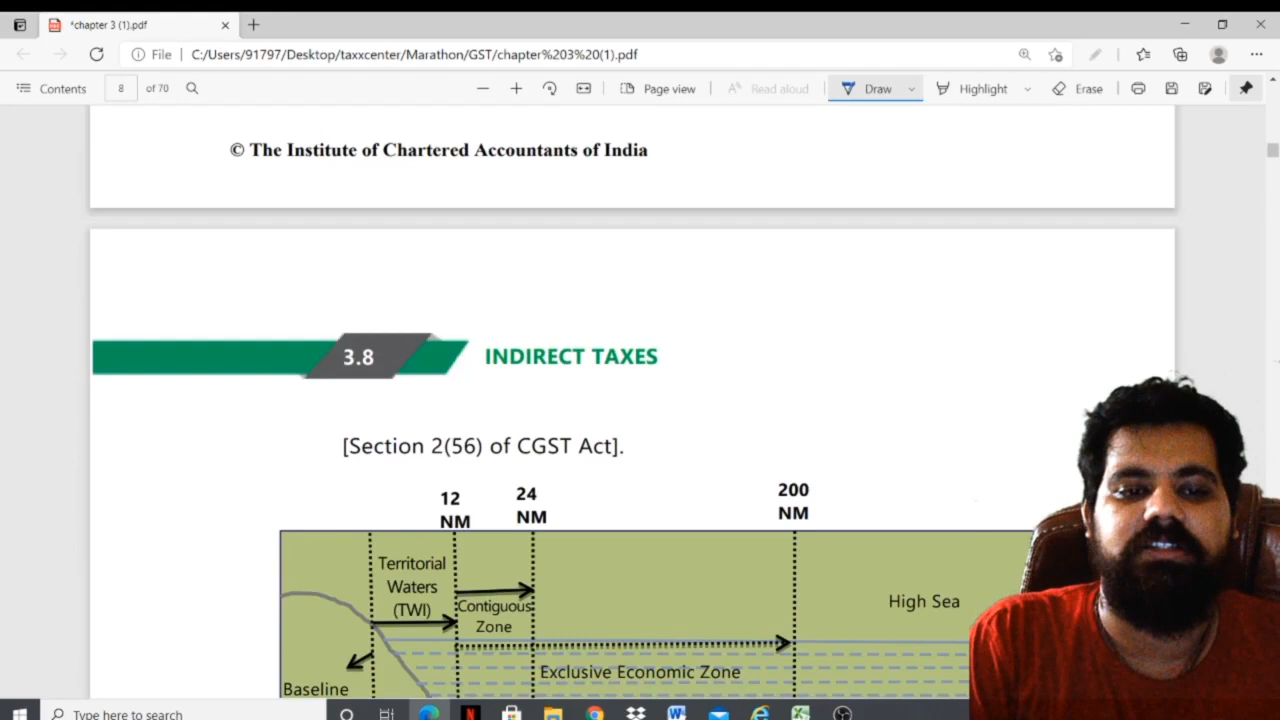 *chapter 3 (1).pdf
File | C:/Users/91797/Desktop/taxxcenter/Marathon/GST/chapter%203%20(1).pdf
Contents 8 of 70 Page view Read aloud Draw Highlight Erase
© The Institute of Chartered Accountants of India
3.8 INDIRECT TAXES
[Section 2(56) of CGST Act].
12 NM
24 NM
200 NM
Territorial
Waters
(TWI)
Contiguous
Zone
High Sea
Exclusive Economic Zone
Baseline
Type here to search